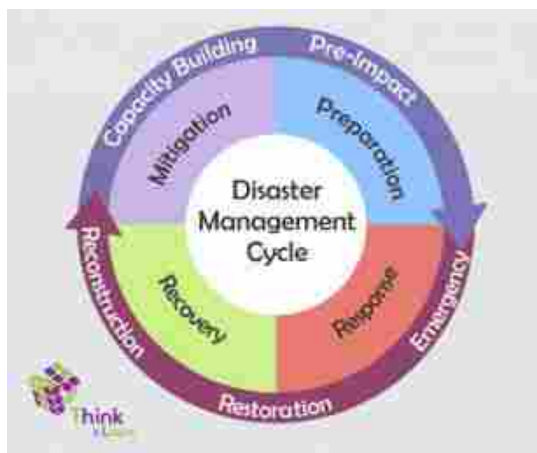 Capacity Building
Pre-Impact
Mitigation
Preparation
Disaster
Management
Cycle
Reconstruction
Recovery
Response
Emergency
Restoration
Think